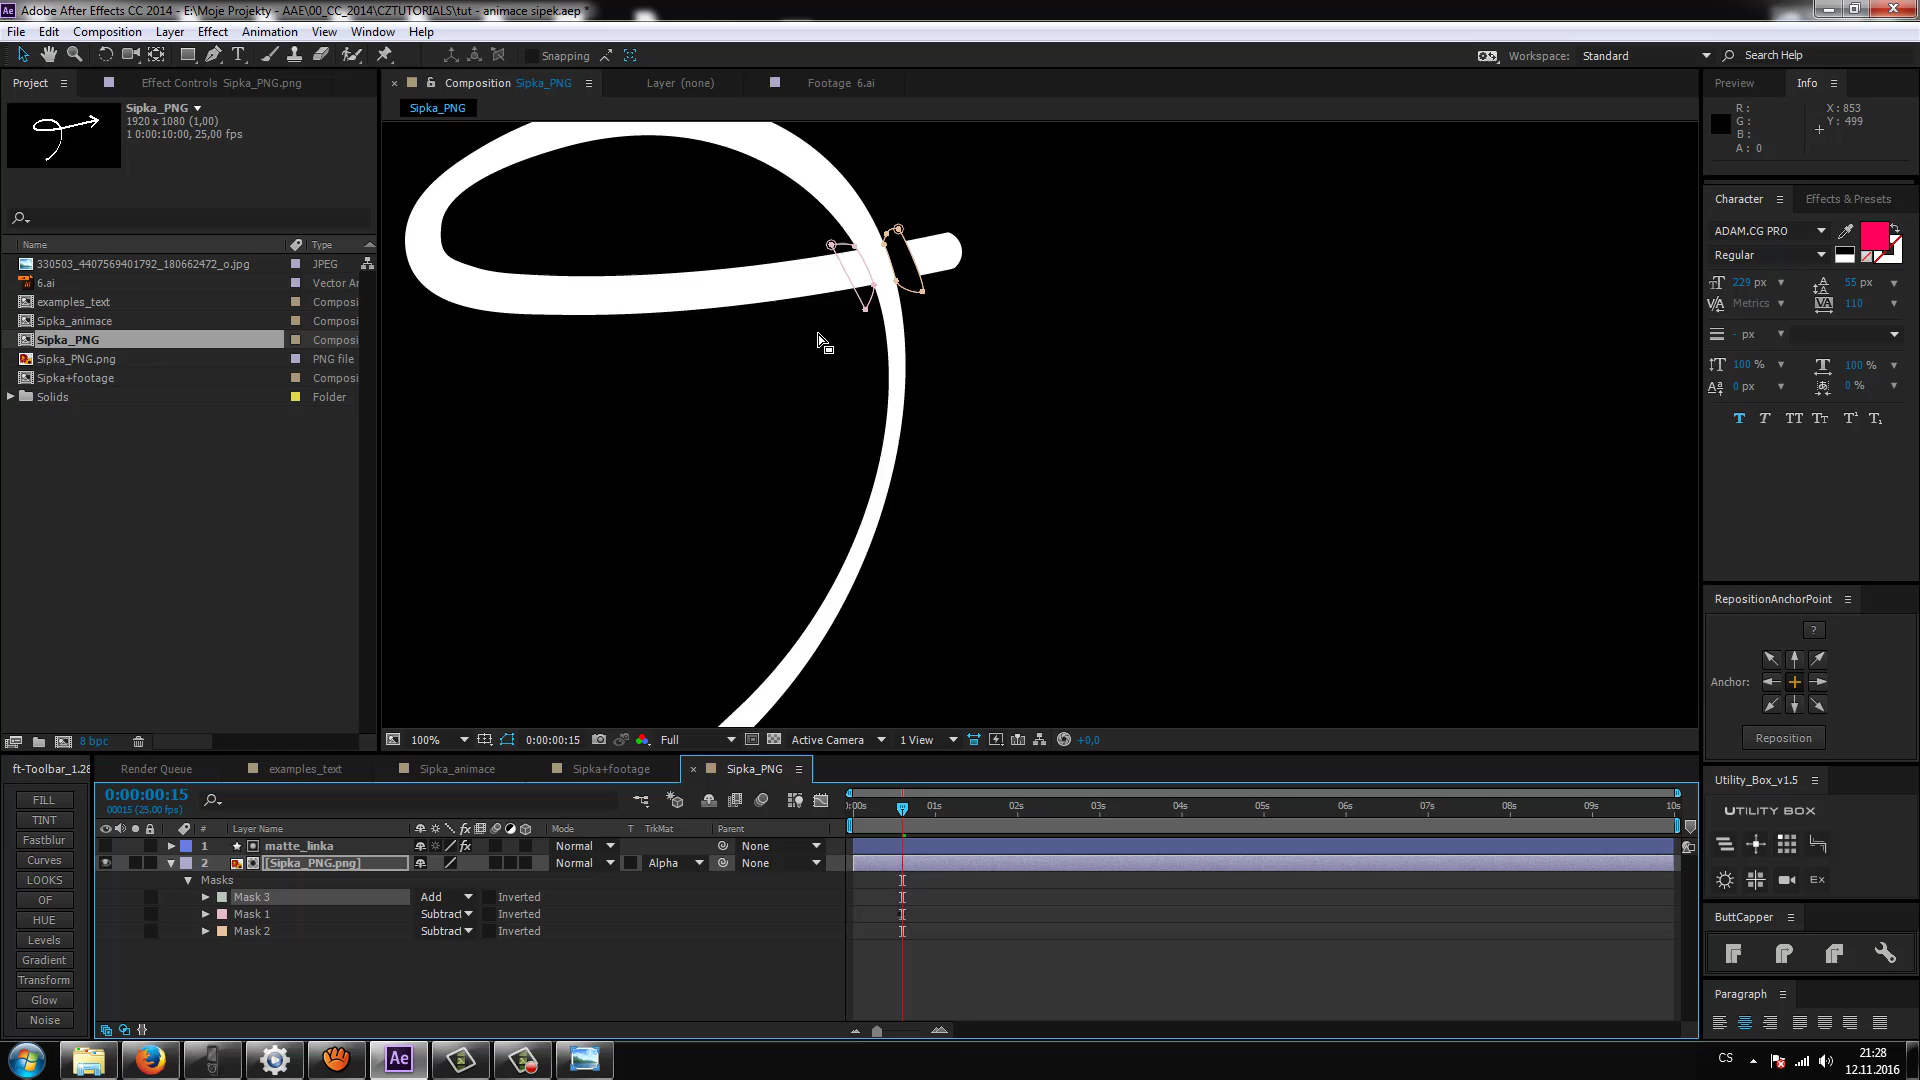 Adobe After Effects CC 2014 - E:\Moje Projekty - AAE\00_CC_2014\CZTUTORIALS\tut - animace sipek.aep *
File Edit Composition Layer Effect Animation View Window Help
Snapping
Workspace: Standard
Search Help
Project
Effect Controls Sipka_PNG.png
Composition Sipka_PNG
Layer (none)
Footage 6.ai
Preview
Info
Sipka_PNG
1920 x 1080 (1,00)
1 0:00:10:00, 25,00 fps
Sipka_PNG
R :
G :
B :
A : 0
X : 853
Y : 499
Name Type
330503_4407569401792_180662472_o.jpg JPEG
6.ai Vector Ar
examples_text Composi
Sipka_animace Composi
Sipka_PNG Composi
Sipka_PNG.png PNG file
Sipka+footage Composi
Solids Folder
Character
Effects & Presets
ADAM.CG PRO
Regular
229 px
55 px
Metrics
110
- px
100 %
100 %
0 px
0 %
T T TT Tt T¹ T₁
RepositionAnchorPoint
?
Anchor:
Reposition
8 bpc
100%
0:00:00:15
Full
Active Camera
1 View
+0,0
ft-Toolbar_1.28
Render Queue
examples_text
Sipka_animace
Sipka+footage
Sipka_PNG
Utility_Box_v1.5
UTILITY BOX
Ex
FILL
TINT
Fastblur
Curves
LOOKS
OF
HUE
Levels
Gradient
Transform
Glow
Noise
0:00:00:15
00015 (25.00 fps)
:00s 01s 02s 03s 04s 05s 06s 07s 08s 09s 10s
# Layer Name Mode T TrkMat Parent
1 matte_linka Normal None
2 [Sipka_PNG.png] Normal Alpha None
Masks
Mask 3 Add Inverted
Mask 1 Subtract Inverted
Mask 2 Subtract Inverted
ButtCapper
Paragraph
CS
21:28
12.11.2016